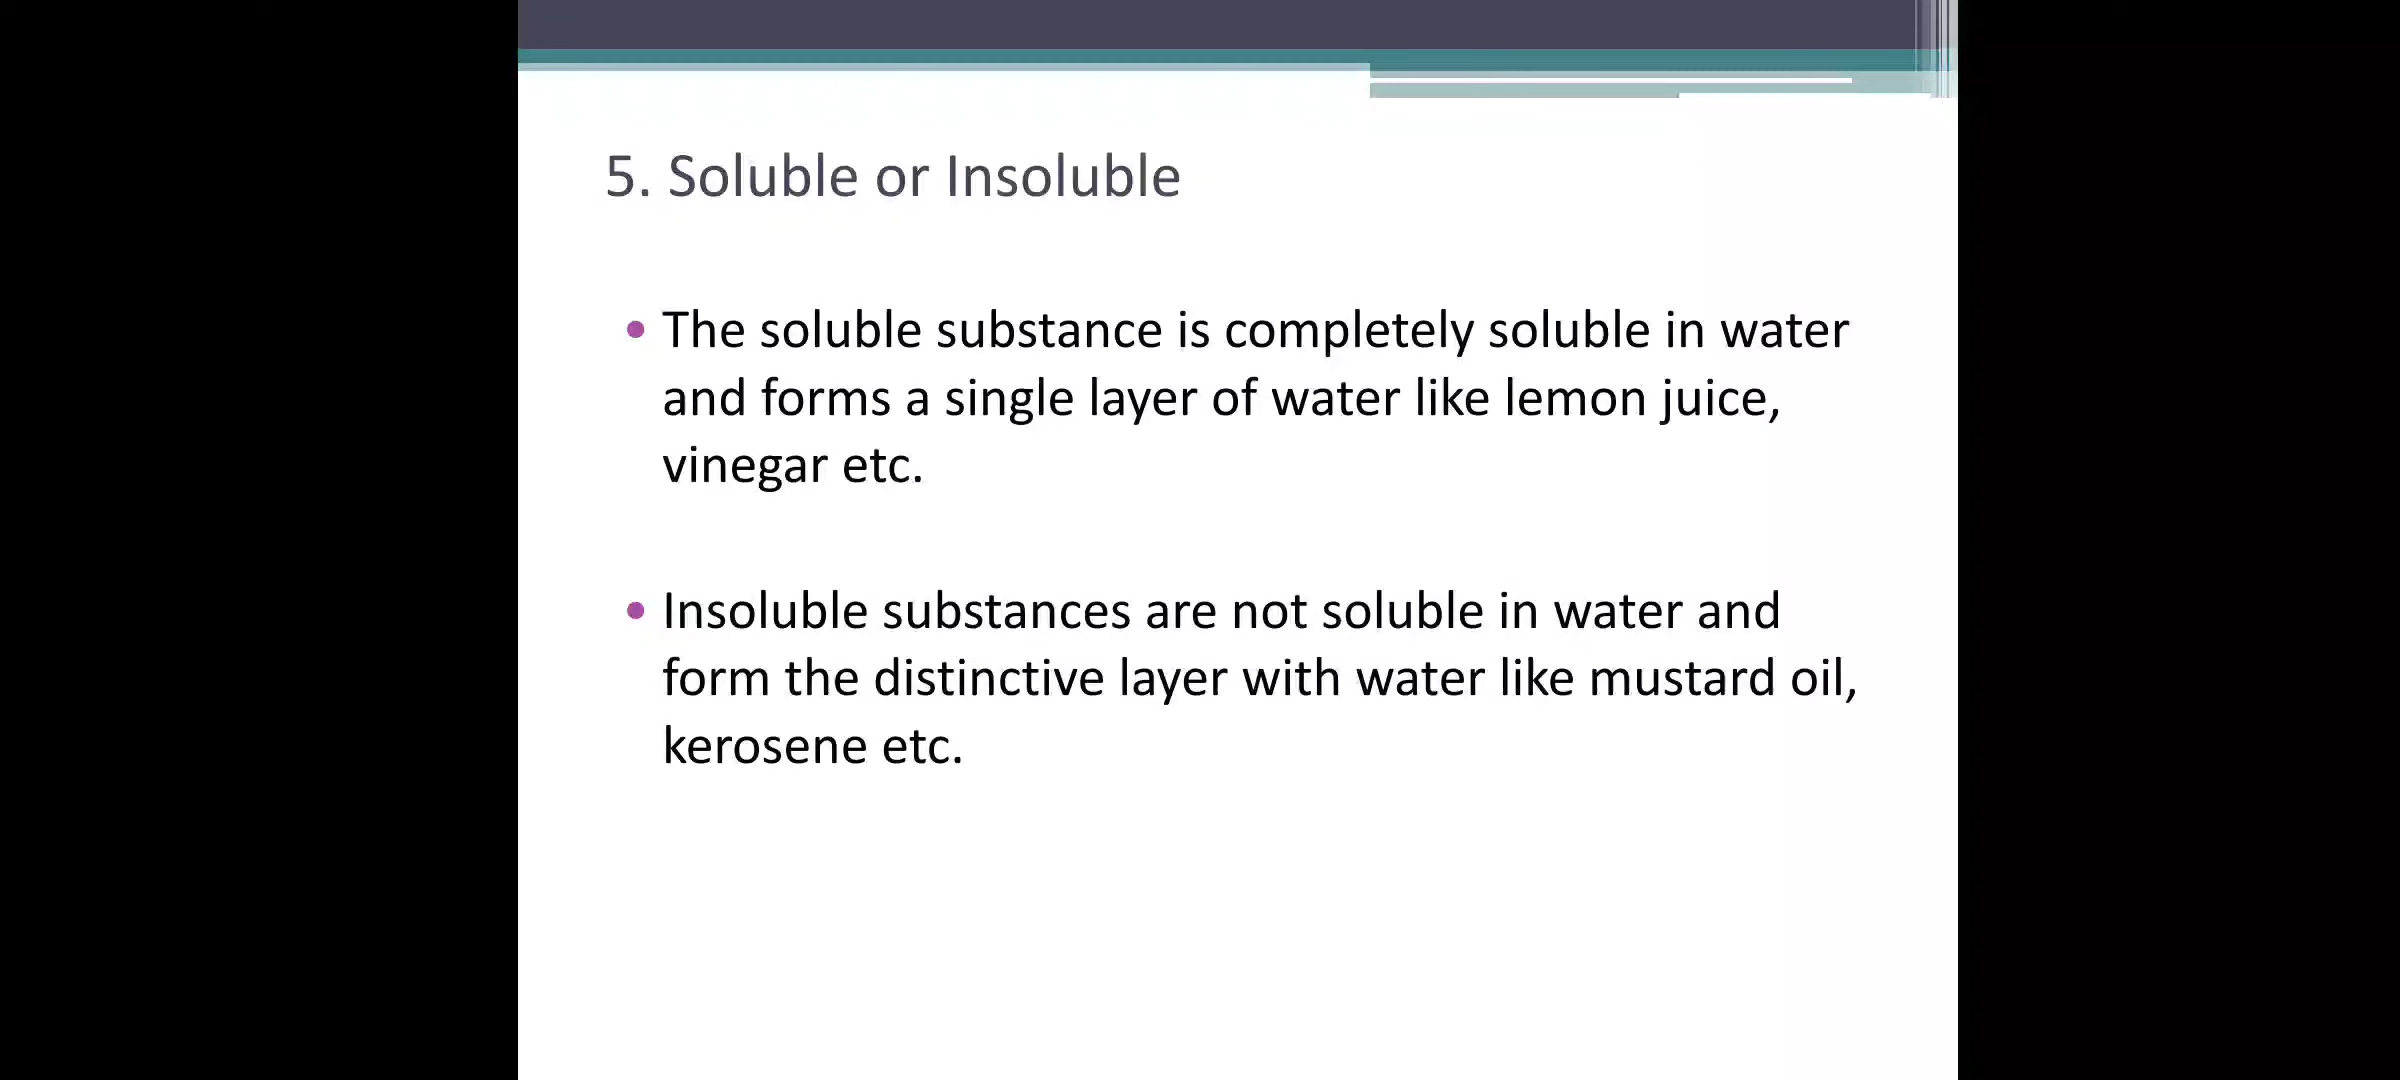 5. Soluble or Insoluble
• The soluble substance is completely soluble in water
and forms a single layer of water like lemon juice,
vinegar etc.
• Insoluble substances are not soluble in water and
form the distinctive layer with water like mustard oil,
kerosene etc.